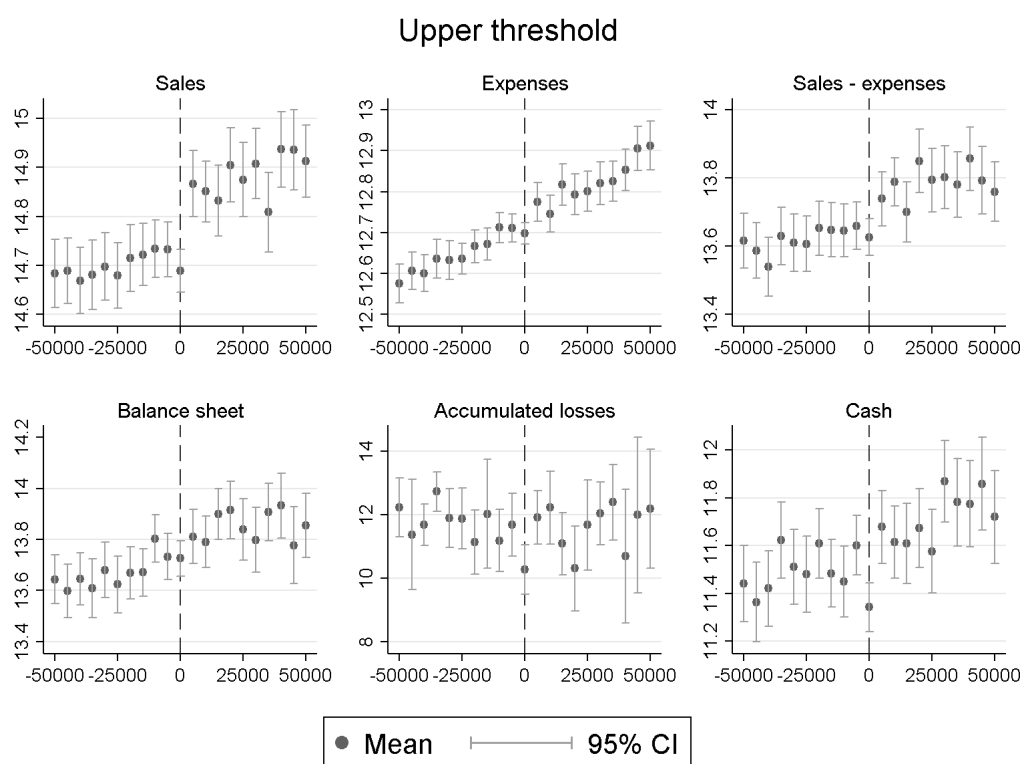 Upper threshold
Sales
15
14.9
14.8
14.7
14.6
-50000 -25000 0 25000 50000
Expenses
13
12.9
12.8
12.7
12.6
12.5
-50000 -25000 0 25000 50000
Sales - expenses
14
13.8
13.6
13.4
-50000 -25000 0 25000 50000
Balance sheet
14.2
14
13.8
13.6
13.4
-50000 -25000 0 25000 50000
Accumulated losses
14
12
10
8
-50000 -25000 0 25000 50000
Cash
12
11.8
11.6
11.4
11.2
-50000 -25000 0 25000 50000
Mean 95% CI